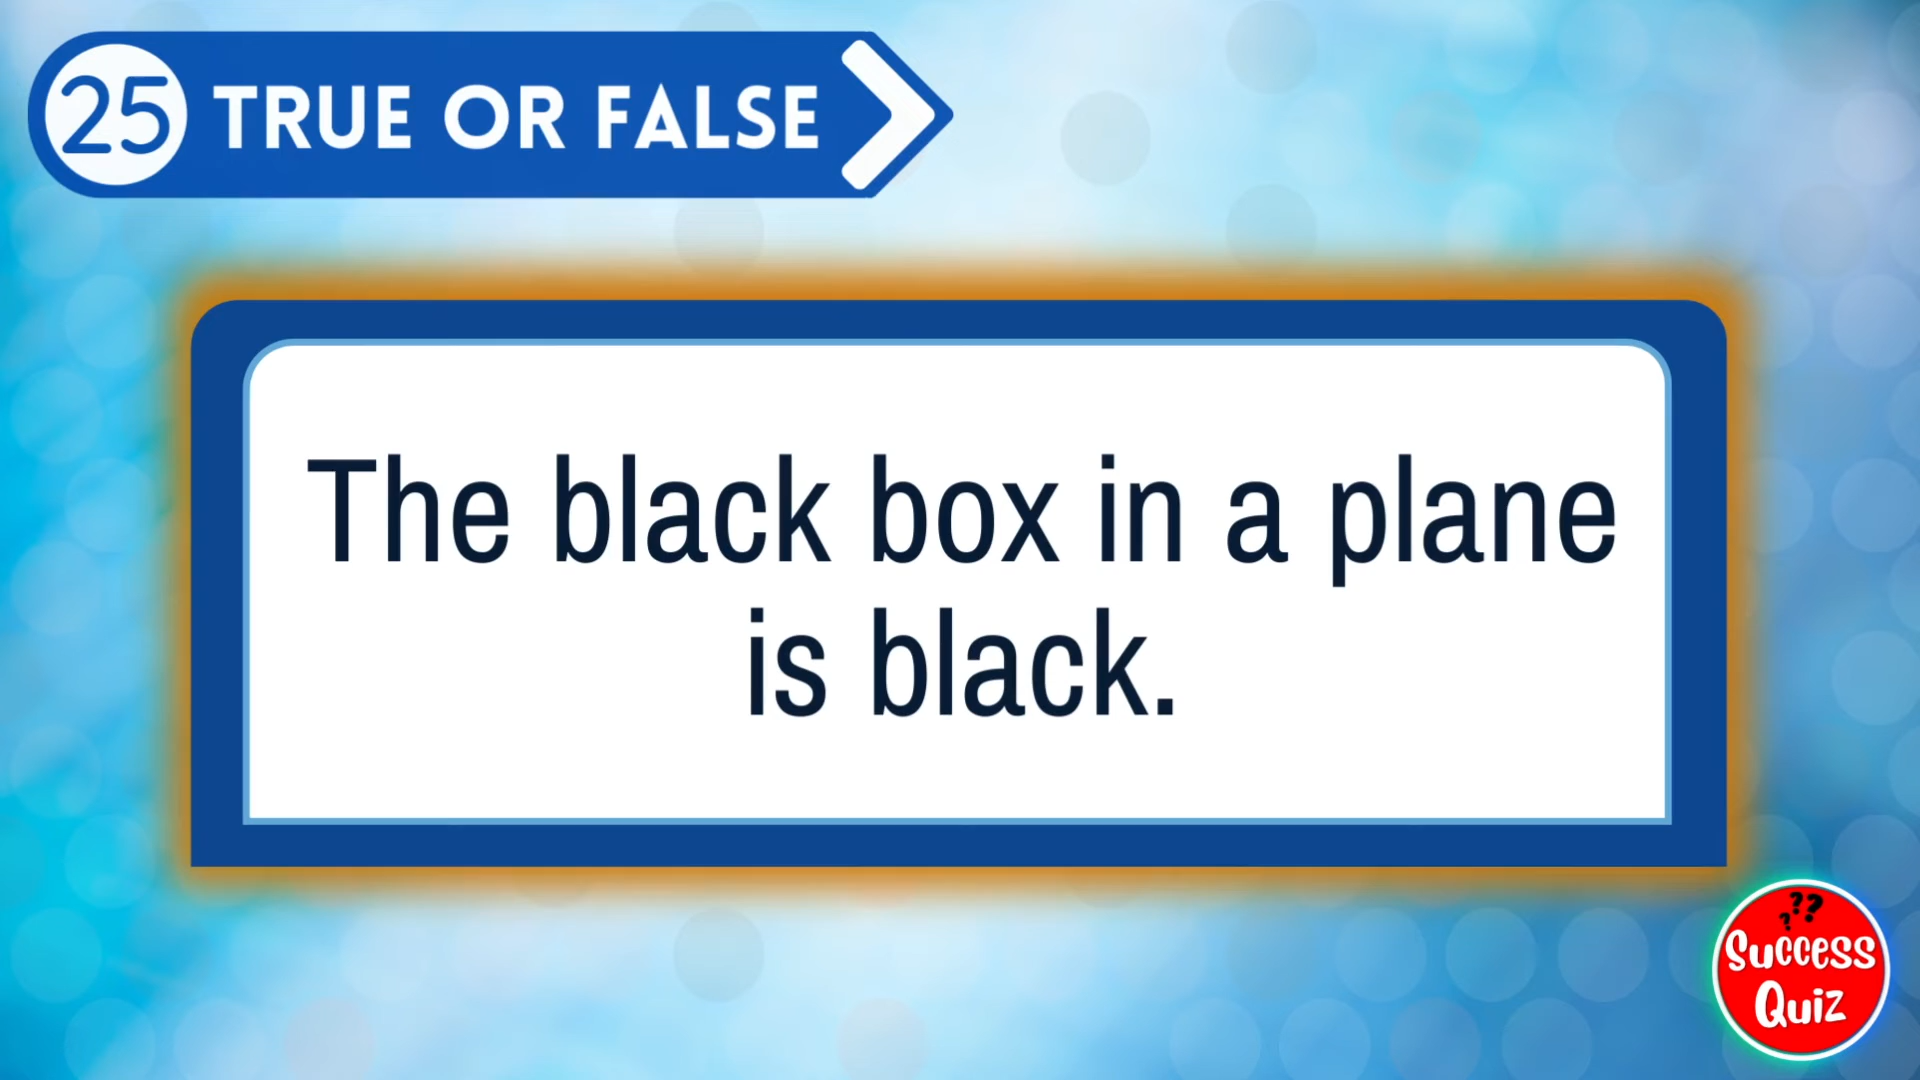 25 TRUE OR FALSE
The black box in a plane
is black.
???
Success
Quiz